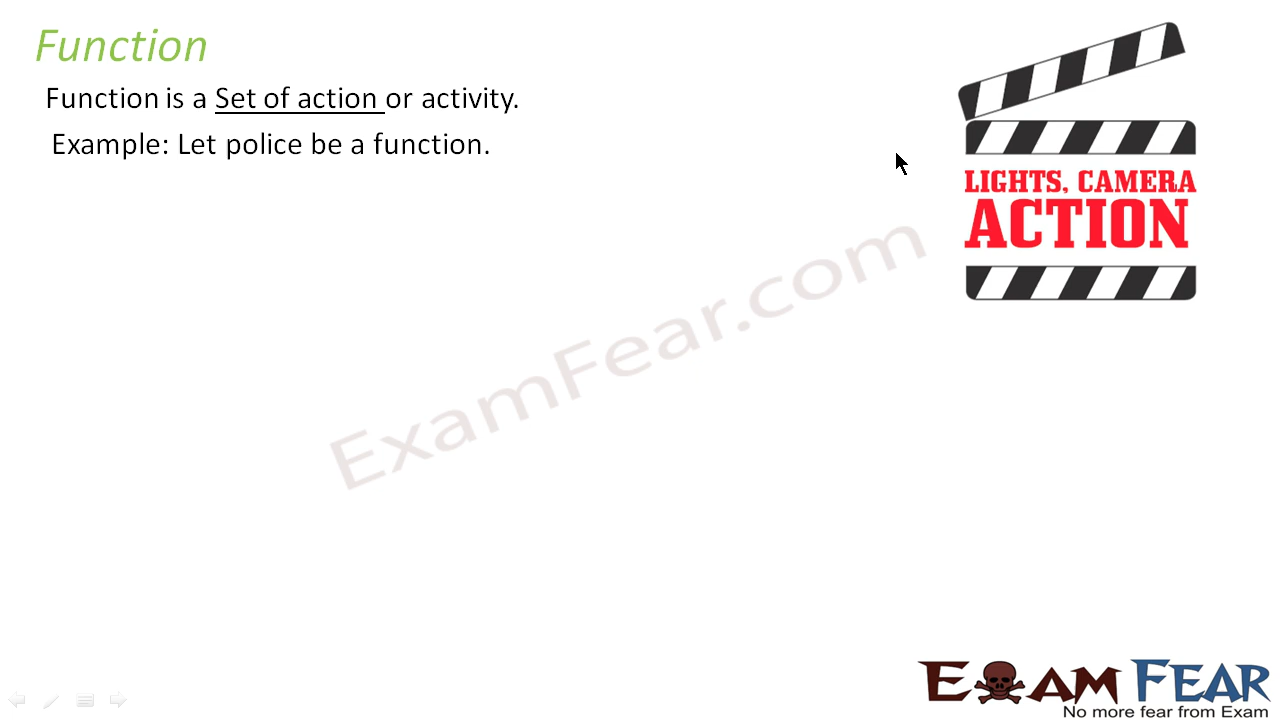 Function
Function is a Set of action or activity.
Example: Let police be a function.
LIGHTS, CAMERA
ACTION
ExamFear.com
EXAM FEAR
No more fear from Exam